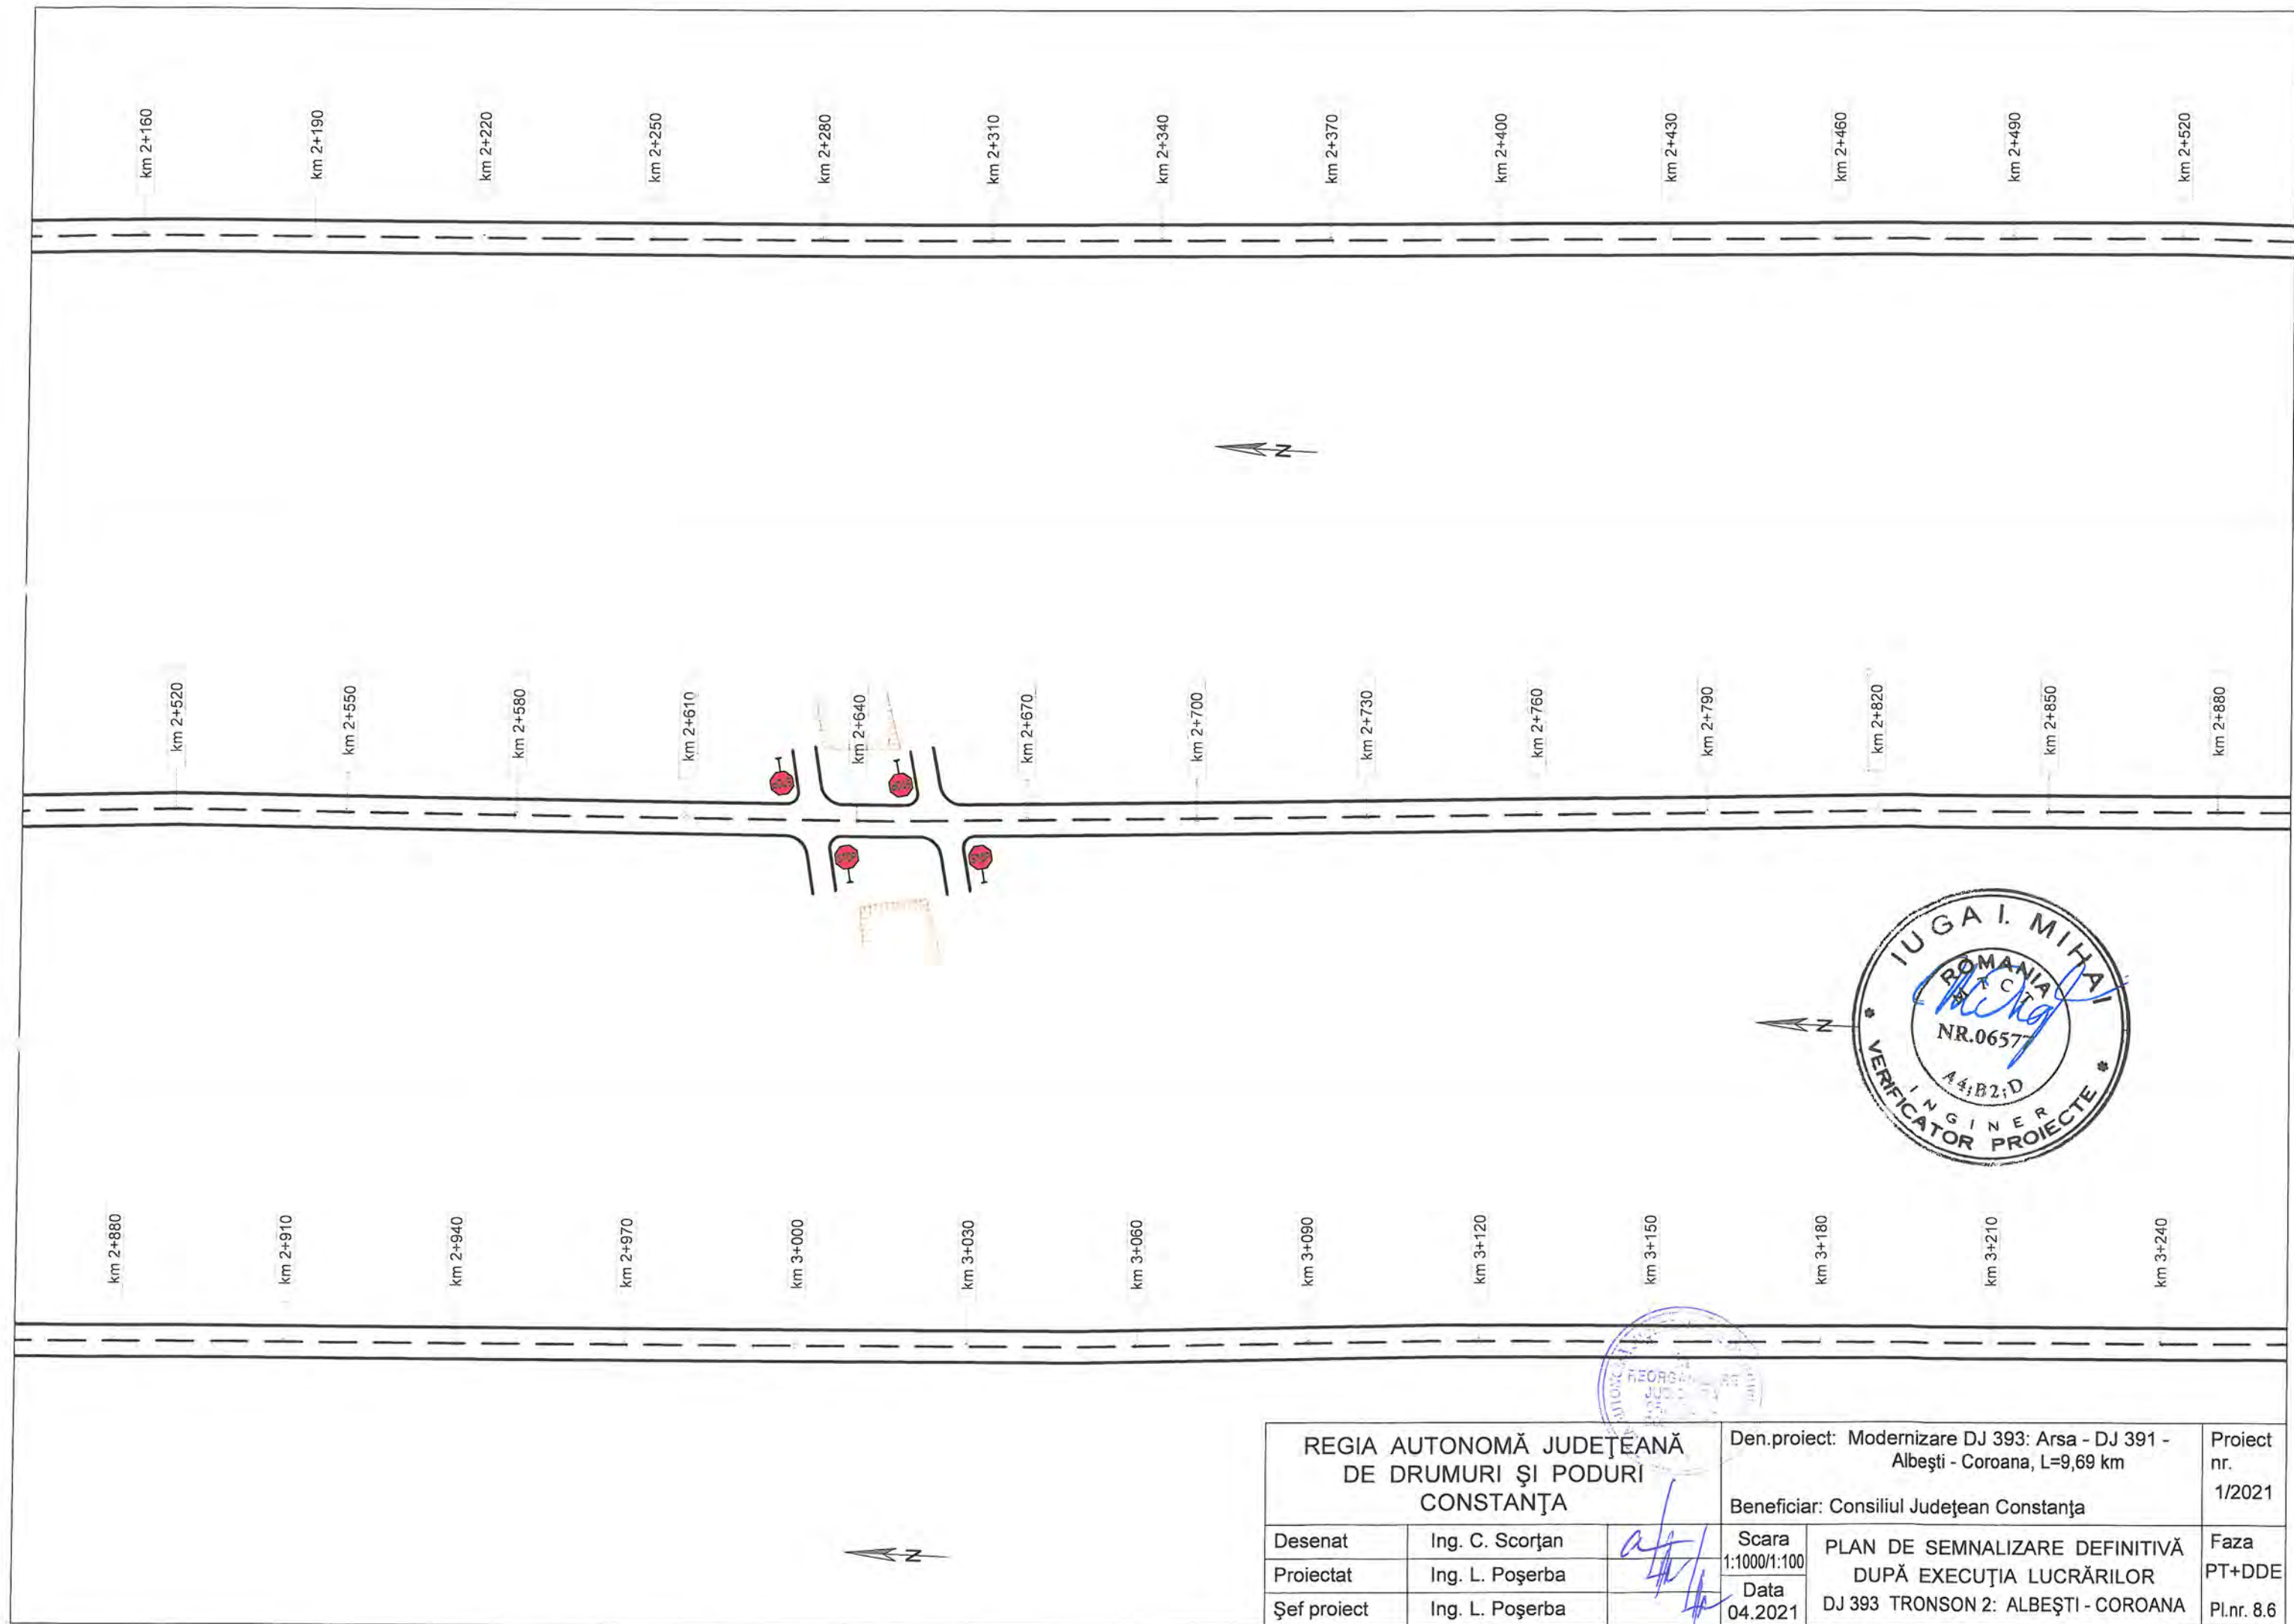 km 2+160
km 2+190
km 2+220
km 2+250
km 2+280
km 2+310
km 2+340
km 2+370
km 2+400
km 2+430
km 2+460
km 2+490
km 2+520
N
km 2+520
km 2+550
km 2+580
km 2+610
km 2+640
km 2+670
km 2+700
km 2+730
km 2+760
km 2+790
km 2+820
km 2+850
km 2+880
STOP
STOP
STOP
STOP
N
IUGA I. MIHAI
ROMANIA
M T C T
NR.06577
A4;B2;D
INGINER
VERIFICATOR PROIECTE
km 2+880
km 2+910
km 2+940
km 2+970
km 3+000
km 3+030
km 3+060
km 3+090
km 3+120
km 3+150
km 3+180
km 3+210
km 3+240
N
REGIA AUTONOMĂ JUDEŢEANĂ
DE DRUMURI ŞI PODURI
CONSTANŢA
Den.proiect: Modernizare DJ 393: Arsa - DJ 391 -
Albeşti - Coroana, L=9,69 km
Beneficiar: Consiliul Judeţean Constanţa
Proiect
nr.
1/2021
Desenat Ing. C. Scorţan
Proiectat Ing. L. Poşerba
Şef proiect Ing. L. Poşerba
Scara
1:1000/1:100
Data
04.2021
PLAN DE SEMNALIZARE DEFINITIVĂ
DUPĂ EXECUŢIA LUCRĂRILOR
DJ 393 TRONSON 2: ALBEŞTI - COROANA
Faza
PT+DDE
Pl.nr. 8.6